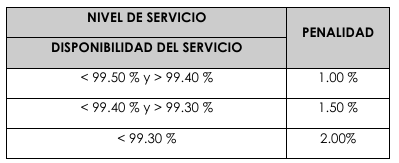 NIVEL DE SERVICIO
PENALIDAD
DISPONIBILIDAD DEL SERVICIO
< 99.50 % y > 99.40 % 1.00 %
< 99.40 % y > 99.30 % 1.50 %
< 99.30 % 2.00%